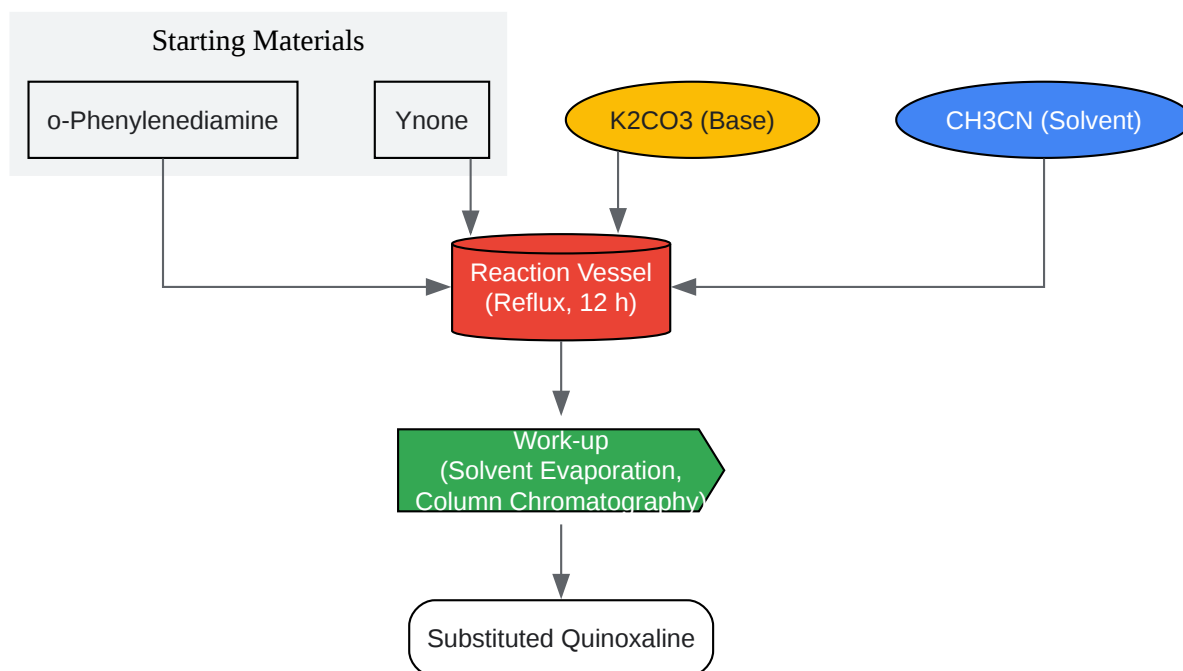 Starting Materials
o-Phenylenediamine
Ynone
K2CO3 (Base)
CH3CN (Solvent)
Reaction Vessel
(Reflux, 12 h)
Work-up
(Solvent Evaporation,
Column Chromatography)
Substituted Quinoxaline